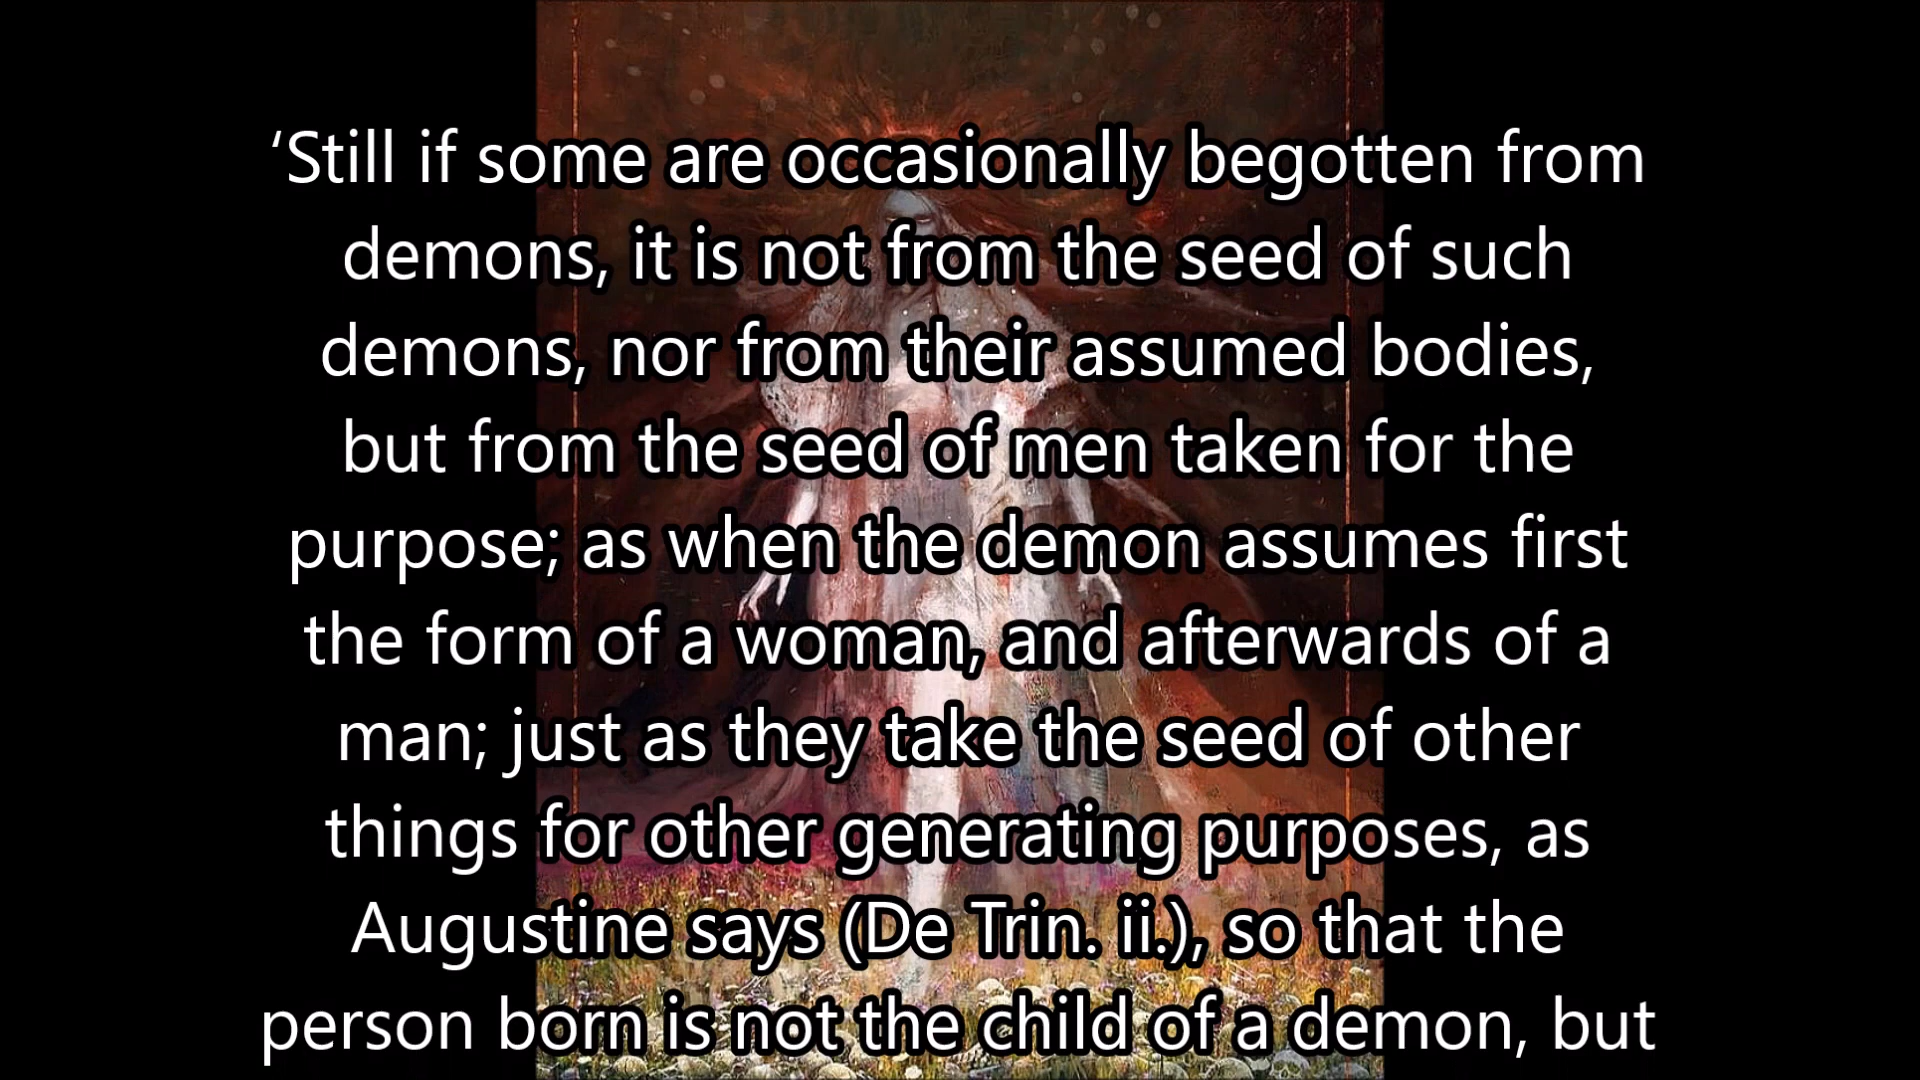 ‘Still if some are occasionally begotten from
demons, it is not from the seed of such
demons, nor from their assumed bodies,
but from the seed of men taken for the
purpose; as when the demon assumes first
the form of a woman, and afterwards of a
man; just as they take the seed of other
things for other generating purposes, as
Augustine says (De Trin. ii.), so that the
person born is not the child of a demon, but